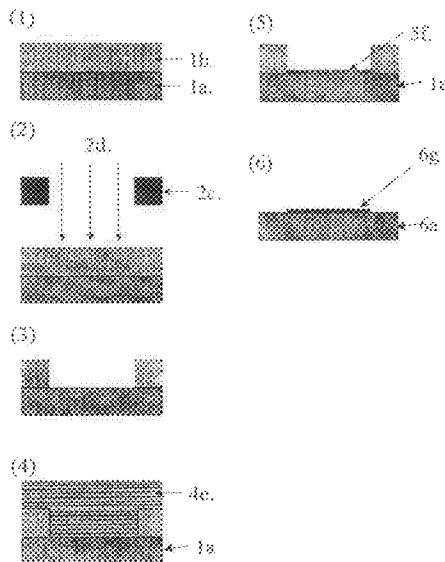 (1)
1b.
1a.
(2)
2d.
2c.
(3)
(4)
4e.
1a
(5)
5f.
1a
(6)
6g
6a